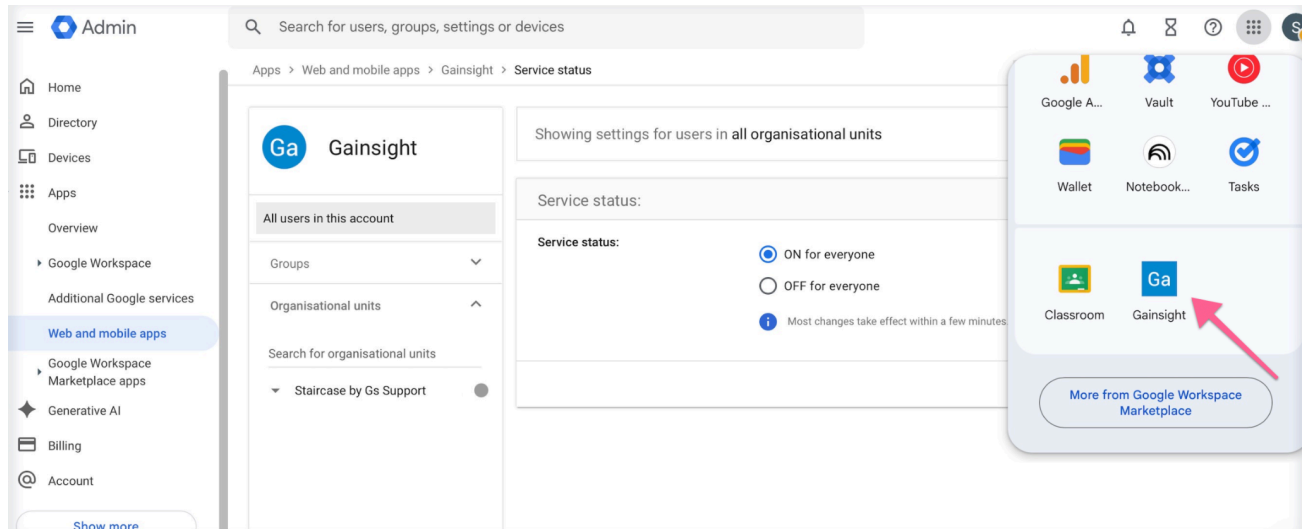 Admin
Search for users, groups, settings or devices
S
Home
Directory
Devices
Apps
Overview
Google Workspace
Additional Google services
Web and mobile apps
Google Workspace
Marketplace apps
Generative AI
Billing
Account
Show more
Apps > Web and mobile apps > Gainsight > Service status
Ga
Gainsight
All users in this account
Groups
Organisational units
Search for organisational units
Staircase by Gs Support
Showing settings for users in all organisational units
Service status:
Service status:
ON for everyone
OFF for everyone
Most changes take effect within a few minutes
Google A...
Vault
YouTube ...
Wallet
Notebook...
Tasks
Classroom
Ga
Gainsight
More from Google Workspace
Marketplace